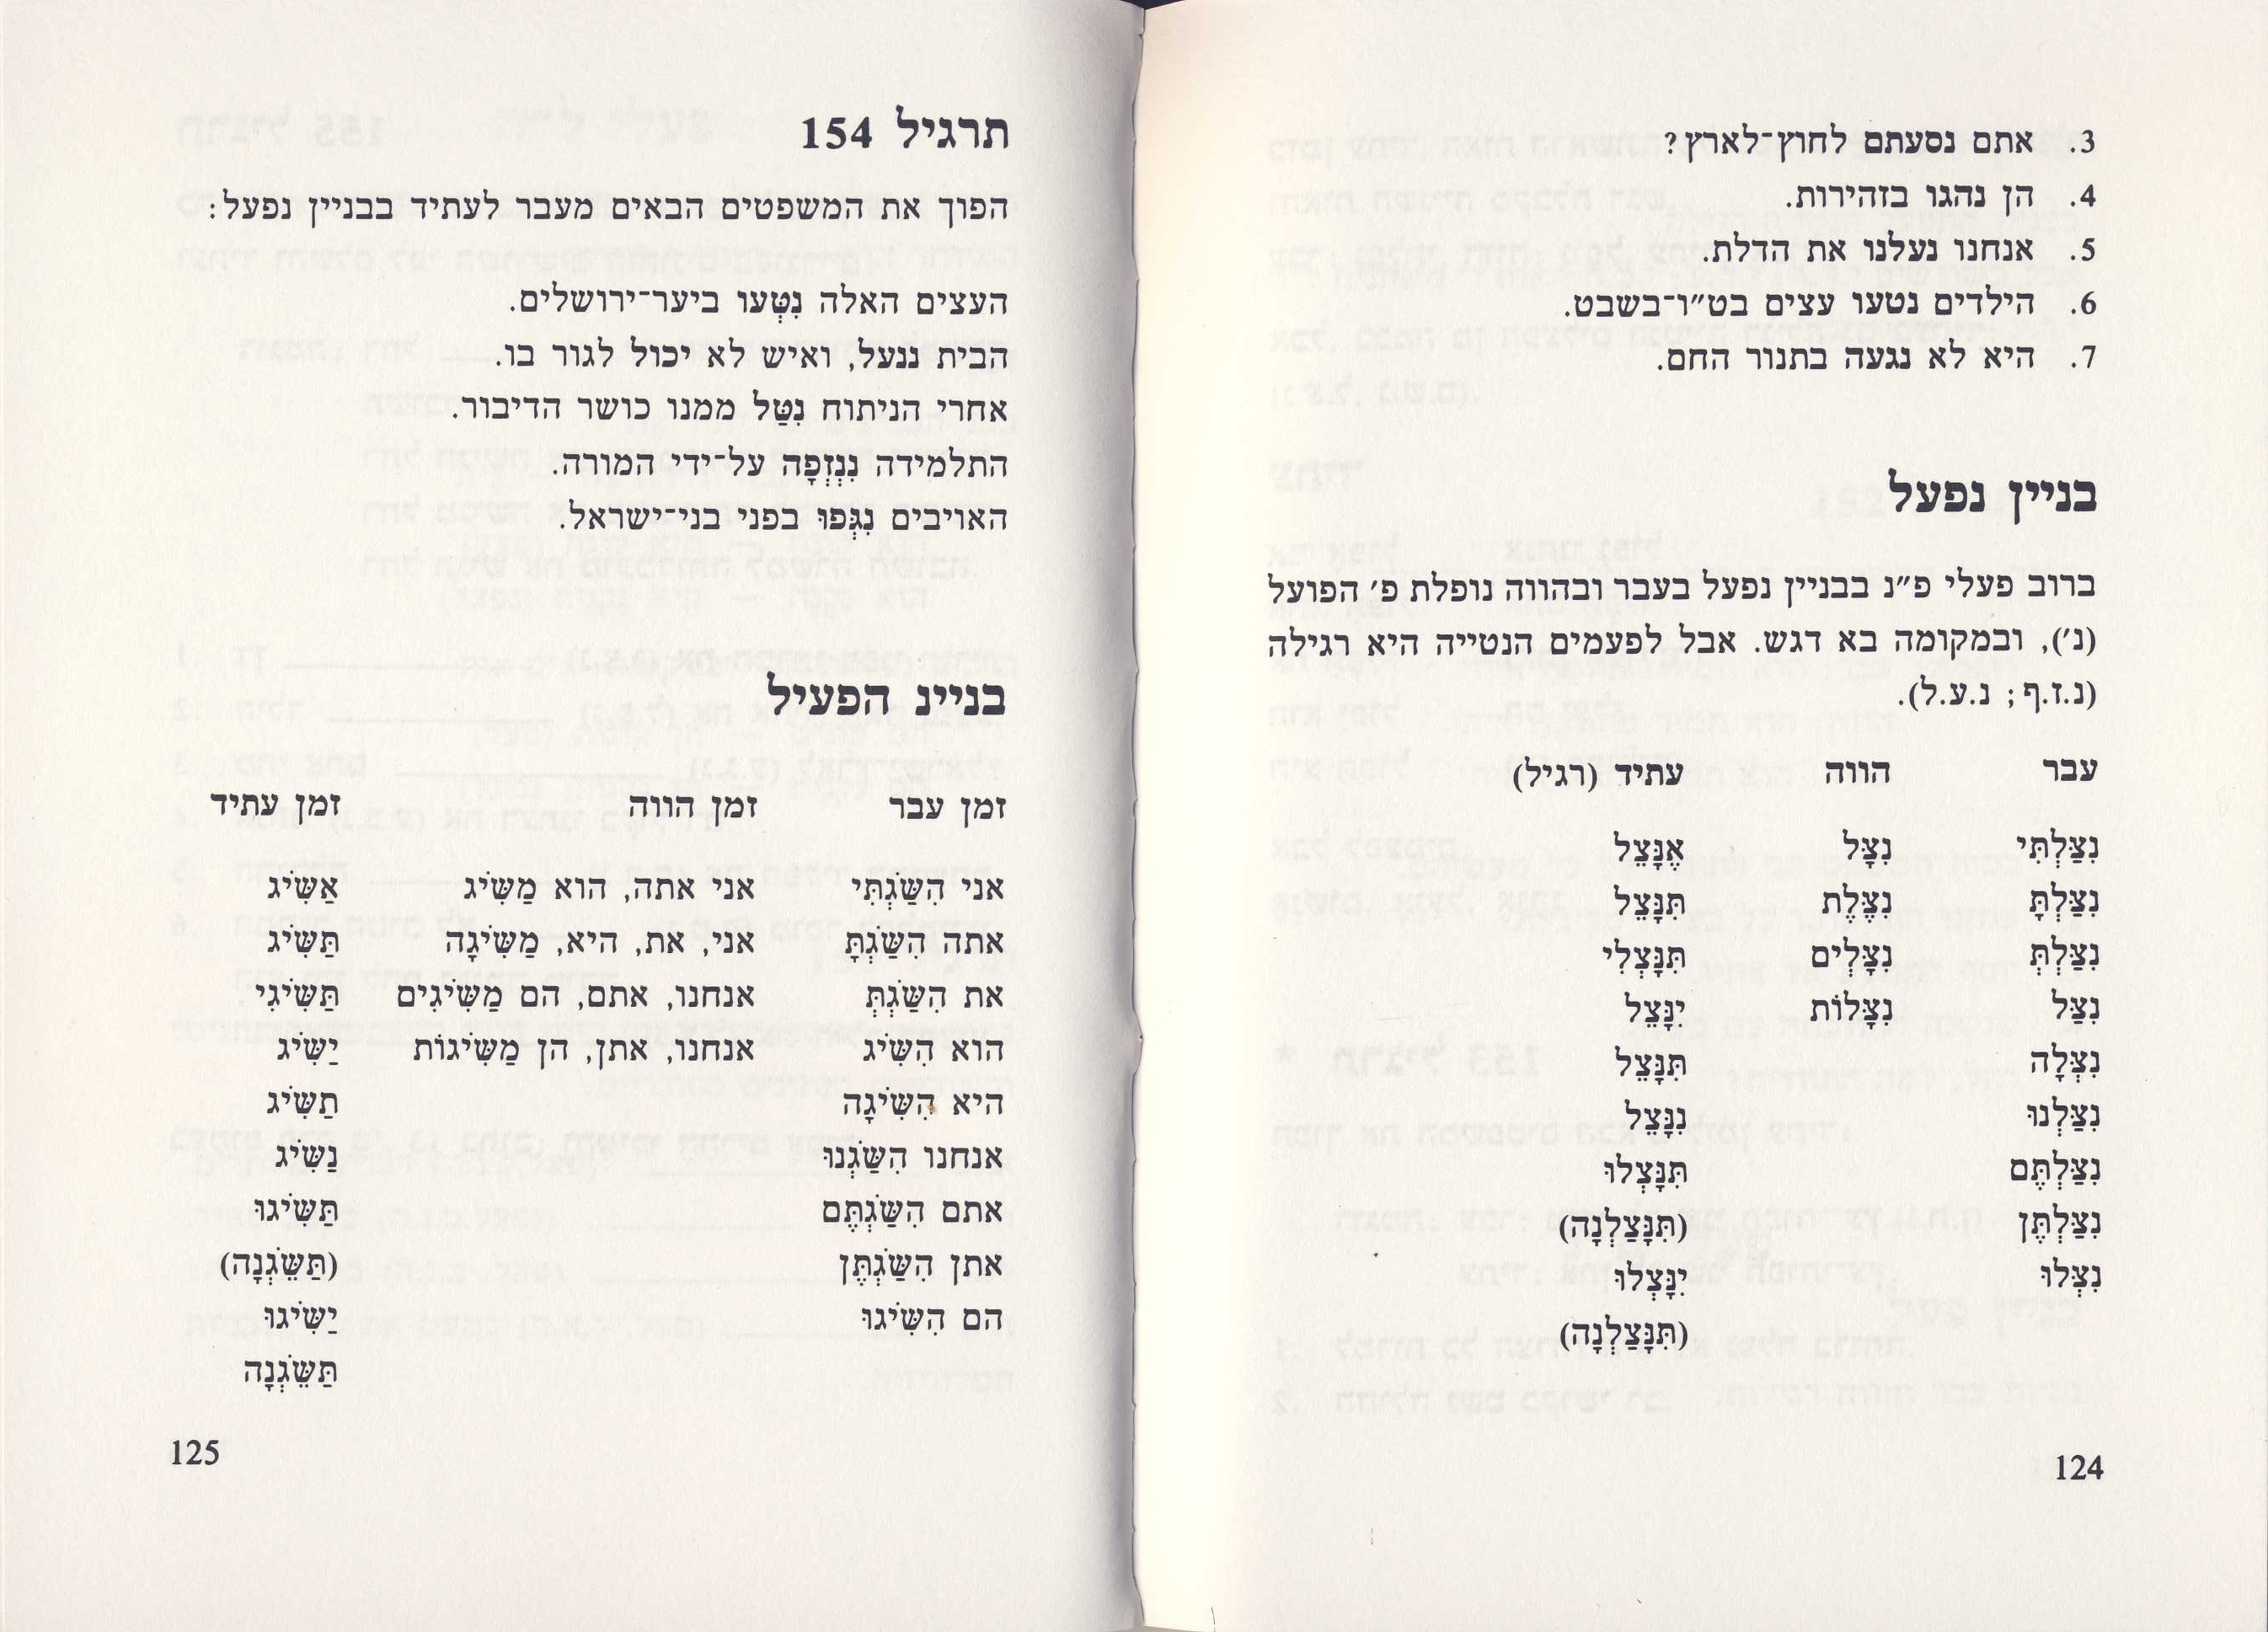 3. אתם נסעתם לחוץ־לארץ?
4. הן נהגו בזהירות.
5. אנחנו נעלנו את הדלת.
6. הילדים נטעו עצים בט״ו־בשבט.
7. היא לא נגעה בתנור החם.
בניין נפעל
ברוב פעלי פ״נ בבניין נפעל בעבר ובהווה נופלת פ׳ הפועל
(נ׳), ובמקומה בא דגש. אבל לפעמים הנטייה היא רגילה
(נ.ז.ף; נ.ע.ל).
עבר הווה עתיד (רגיל)
נִצַּלְתִּי נִצָּל אֶנָּצֵל
נִצַּלְתָּ נִצֶּלֶת תִּנָּצֵל
נִצַּלְתְּ נִצָּלִים תִּנָּצְלִי
נִצַּל נִצָּלוֹת יִנָּצֵל
נִצְּלָה תִּנָּצֵל
נִצַּלְנוּ נִנָּצֵל
נִצַּלְתֶּם תִּנָּצְלוּ
נִצַּלְתֶּן (תִּנָּצַלְנָה)
נִצְּלוּ יִנָּצְלוּ
(תִּנָּצַלְנָה)
124
תרגיל 154
הפוך את המשפטים הבאים מעבר לעתיד בבניין נפעל:
העצים האלה נִטְּעו ביער־ירושלים.
הבית ננעל, ואיש לא יכול לגור בו.
אחרי הניתוח נִטַּל ממנו כושר הדיבור.
התלמידה נִנְזְפָה על־ידי המורה.
האויבים נִגְּפוּ בפני בני־ישראל.
בניינ הפעיל
זמן עבר זמן הווה זמן עתיד
אני הִשַּׂגְתִּי אני אתה, הוא מַשִּׂיג אַשִּׂיג
אתה הִשַּׂגְתָּ אני, את, היא, מַשִּׂיגָה תַּשִּׂיג
את הִשַּׂגְתְּ אנחנו, אתם, הם מַשִּׂיגִים תַּשִּׂיגִי
הוא הִשִּׂיג אנחנו, אתן, הן מַשִּׂיגוֹת יַשִּׂיג
היא הִשִּׂיגָה תַשִּׂיג
אנחנו הִשַּׂגְנוּ נַשִּׂיג
אתם הִשַּׂגְתֶּם תַּשִּׂיגוּ
אתן הִשַּׂגְתֶּן (תַּשֵּׂגְנָה)
הם הִשִּׂיגוּ יַשִּׂיגוּ
תַּשֵּׂגְנָה
125